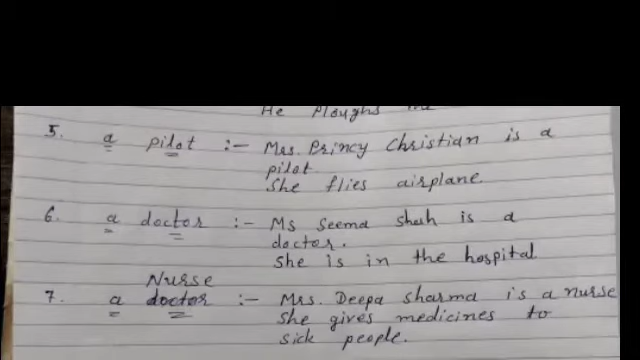 He Ploughs the
5. a pilot :- Mrs. Princy Christian is a
pilot
She flies airplane.
6. a doctor :- Ms Seema Shah is a
doctor.
She is in the hospital
Nurse
7. a doctor :- Mrs. Deepa Sharma is a nurse
She gives medicines to
sick people.